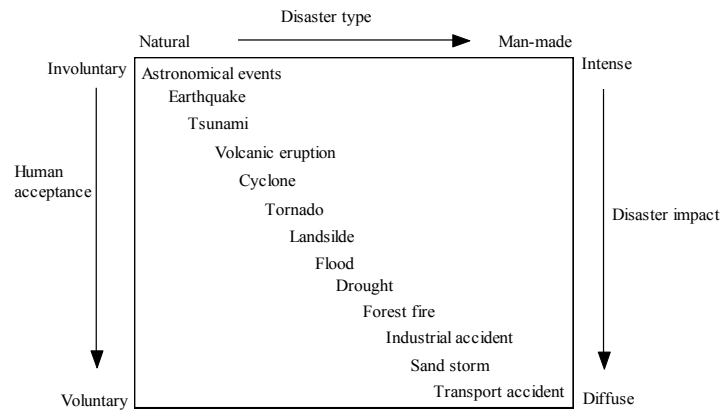 Disaster type
Natural
Man-made
Involuntary
Intense
Astronomical events
Earthquake
Tsunami
Volcanic eruption
Human
acceptance
Cyclone
Tornado
Disaster impact
Landsilde
Flood
Drought
Forest fire
Industrial accident
Sand storm
Transport accident
Voluntary
Diffuse